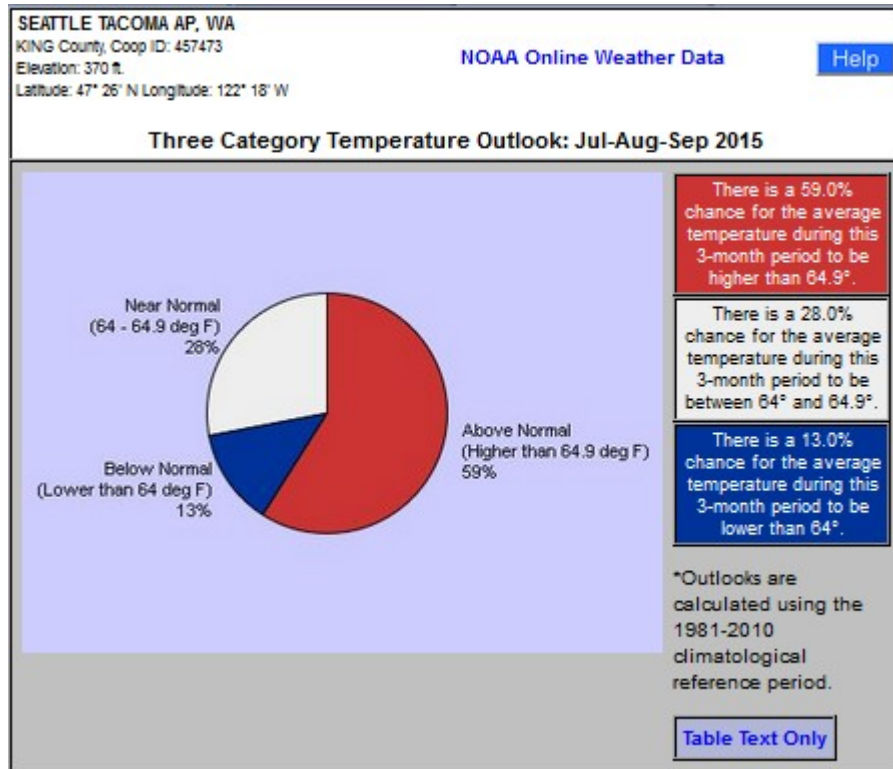 SEATTLE TACOMA AP, WA
KING County, Coop ID: 457473
Elevation: 370 ft.
Latitude: 47° 26' N Longitude: 122° 18' W
NOAA Online Weather Data
Help
Three Category Temperature Outlook: Jul-Aug-Sep 2015
Near Normal
(64 - 64.9 deg F)
28%
Below Normal
(Lower than 64 deg F)
13%
Above Normal
(Higher than 64.9 deg F)
59%
There is a 59.0%
chance for the average
temperature during this
3-month period to be
higher than 64.9°.
There is a 28.0%
chance for the average
temperature during this
3-month period to be
between 64° and 64.9°.
There is a 13.0%
chance for the average
temperature during this
3-month period to be
lower than 64°.
*Outlooks are
calculated using the
1981-2010
climatological
reference period.
Table Text Only